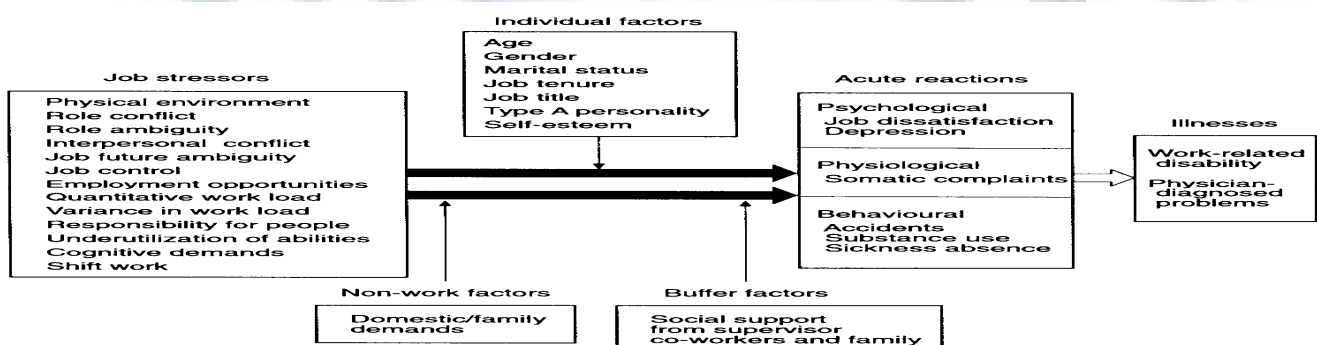 Individual factors
Age
Gender
Marital status
Job tenure
Job title
Type A personality
Self-esteem
Job stressors
Physical environment
Role conflict
Role ambiguity
Interpersonal conflict
Job future ambiguity
Job control
Employment opportunities
Quantitative work load
Variance in work load
Responsibility for people
Underutilization of abilities
Cognitive demands
Shift work
Acute reactions
Psychological
Job dissatisfaction
Depression
Physiological
Somatic complaints
Behavioural
Accidents
Substance use
Sickness absence
Illnesses
Work-related
disability
Physician-
diagnosed
problems
Non-work factors
Domestic/family
demands
Buffer factors
Social support
from supervisor
co-workers and family